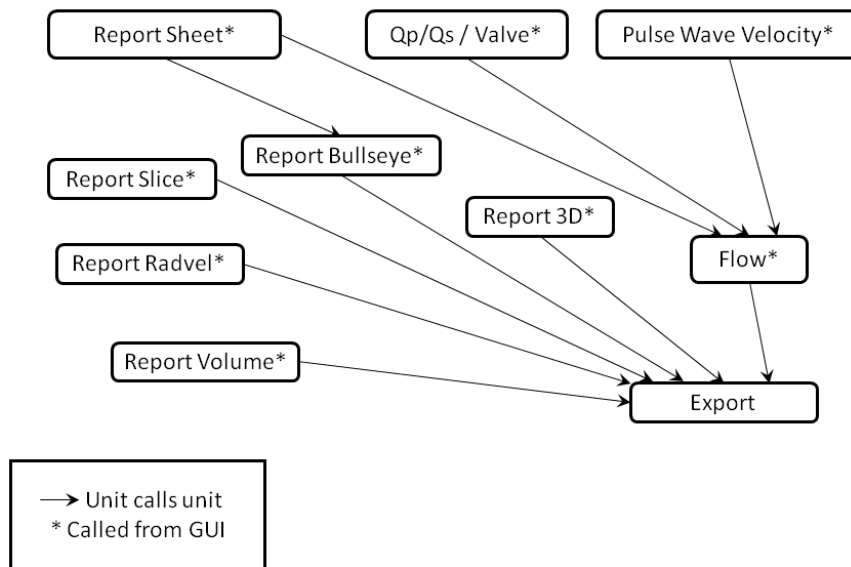 Report Sheet*
Qp/Qs / Valve*
Pulse Wave Velocity*
Report Bullseye*
Report Slice*
Report 3D*
Flow*
Report Radvel*
Report Volume*
Export
Unit calls unit
* Called from GUI